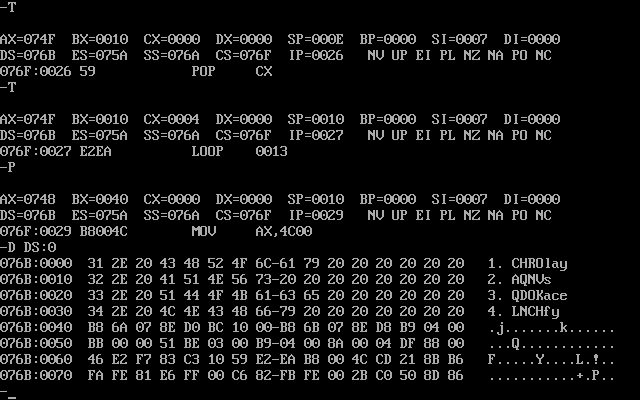 -T
AX=074F  BX=0010  CX=0000  DX=0000  SP=000E  BP=0000  SI=0007  DI=0000
DS=076B  ES=075A  SS=076A  CS=076F  IP=0026   NV UP EI PL NZ NA PO NC
076F:0026 59            POP     CX
-T
AX=074F  BX=0010  CX=0004  DX=0000  SP=0010  BP=0000  SI=0007  DI=0000
DS=076B  ES=075A  SS=076A  CS=076F  IP=0027   NV UP EI PL NZ NA PO NC
076F:0027 E2EA          LOOP    0013
-P
AX=0748  BX=0040  CX=0000  DX=0000  SP=0010  BP=0000  SI=0007  DI=0000
DS=076B  ES=075A  SS=076A  CS=076F  IP=0029   NV UP EI PL NZ NA PO NC
076F:0029 B8004C        MOV     AX,4C00
-D DS:0
076B:0000  31 2E 20 43 48 52 4F 6C-61 79 20 20 20 20 20 20   1. CHROlay
076B:0010  32 2E 20 41 51 4E 56 73-20 20 20 20 20 20 20 20   2. AQNVs
076B:0020  33 2E 20 51 44 4F 4B 61-63 65 20 20 20 20 20 20   3. QDOKace
076B:0030  34 2E 20 4C 4E 43 48 66-79 20 20 20 20 20 20 20   4. LNCHfy
076B:0040  B8 6A 07 8E D0 BC 10 00-B8 6B 07 8E D8 B9 04 00   .j.......k......
076B:0050  BB 00 00 51 BE 03 00 B9-04 00 8A 00 04 DF 88 00   ...Q............
076B:0060  46 E2 F7 83 C3 10 59 E2-EA B8 00 4C CD 21 8B B6   F.....Y....L.!..
076B:0070  FA FE 81 E6 FF 00 C6 82-FB FE 00 2B C0 50 8D 86   ...........+.P..
-_